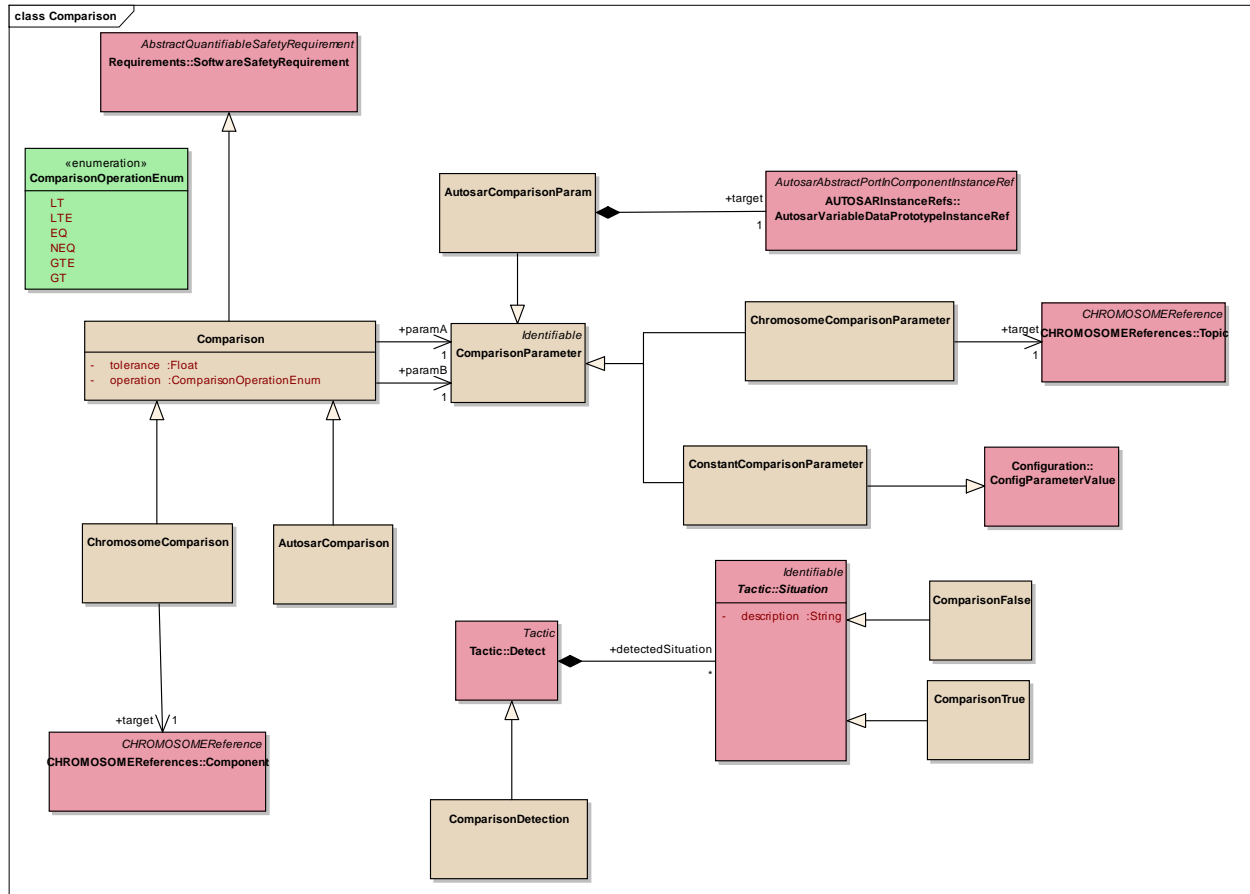 class Comparison
AbstractQuantifiableSafetyRequirement
Requirements::SoftwareSafetyRequirement
«enumeration»
ComparisonOperationEnum
LT
LTE
EQ
NEQ
GTE
GT
AutosarComparisonParam
+target
1
AutosarAbstractPortInComponentInstanceRef
AUTOSARInstanceRefs::
AutosarVariableDataPrototypeInstanceRef
Comparison
- tolerance :Float
- operation :ComparisonOperationEnum
+paramA
1
+paramB
1
Identifiable
ComparisonParameter
ChromosomeComparisonParameter
+target
1
CHROMOSOMEReference
CHROMOSOMEReferences::Topic
ConstantComparisonParameter
Configuration::
ConfigParameterValue
ChromosomeComparison
AutosarComparison
Identifiable
Tactic::Situation
- description :String
ComparisonFalse
ComparisonTrue
Tactic
Tactic::Detect
+detectedSituation
*
+target
1
CHROMOSOMEReference
CHROMOSOMEReferences::Component
ComparisonDetection